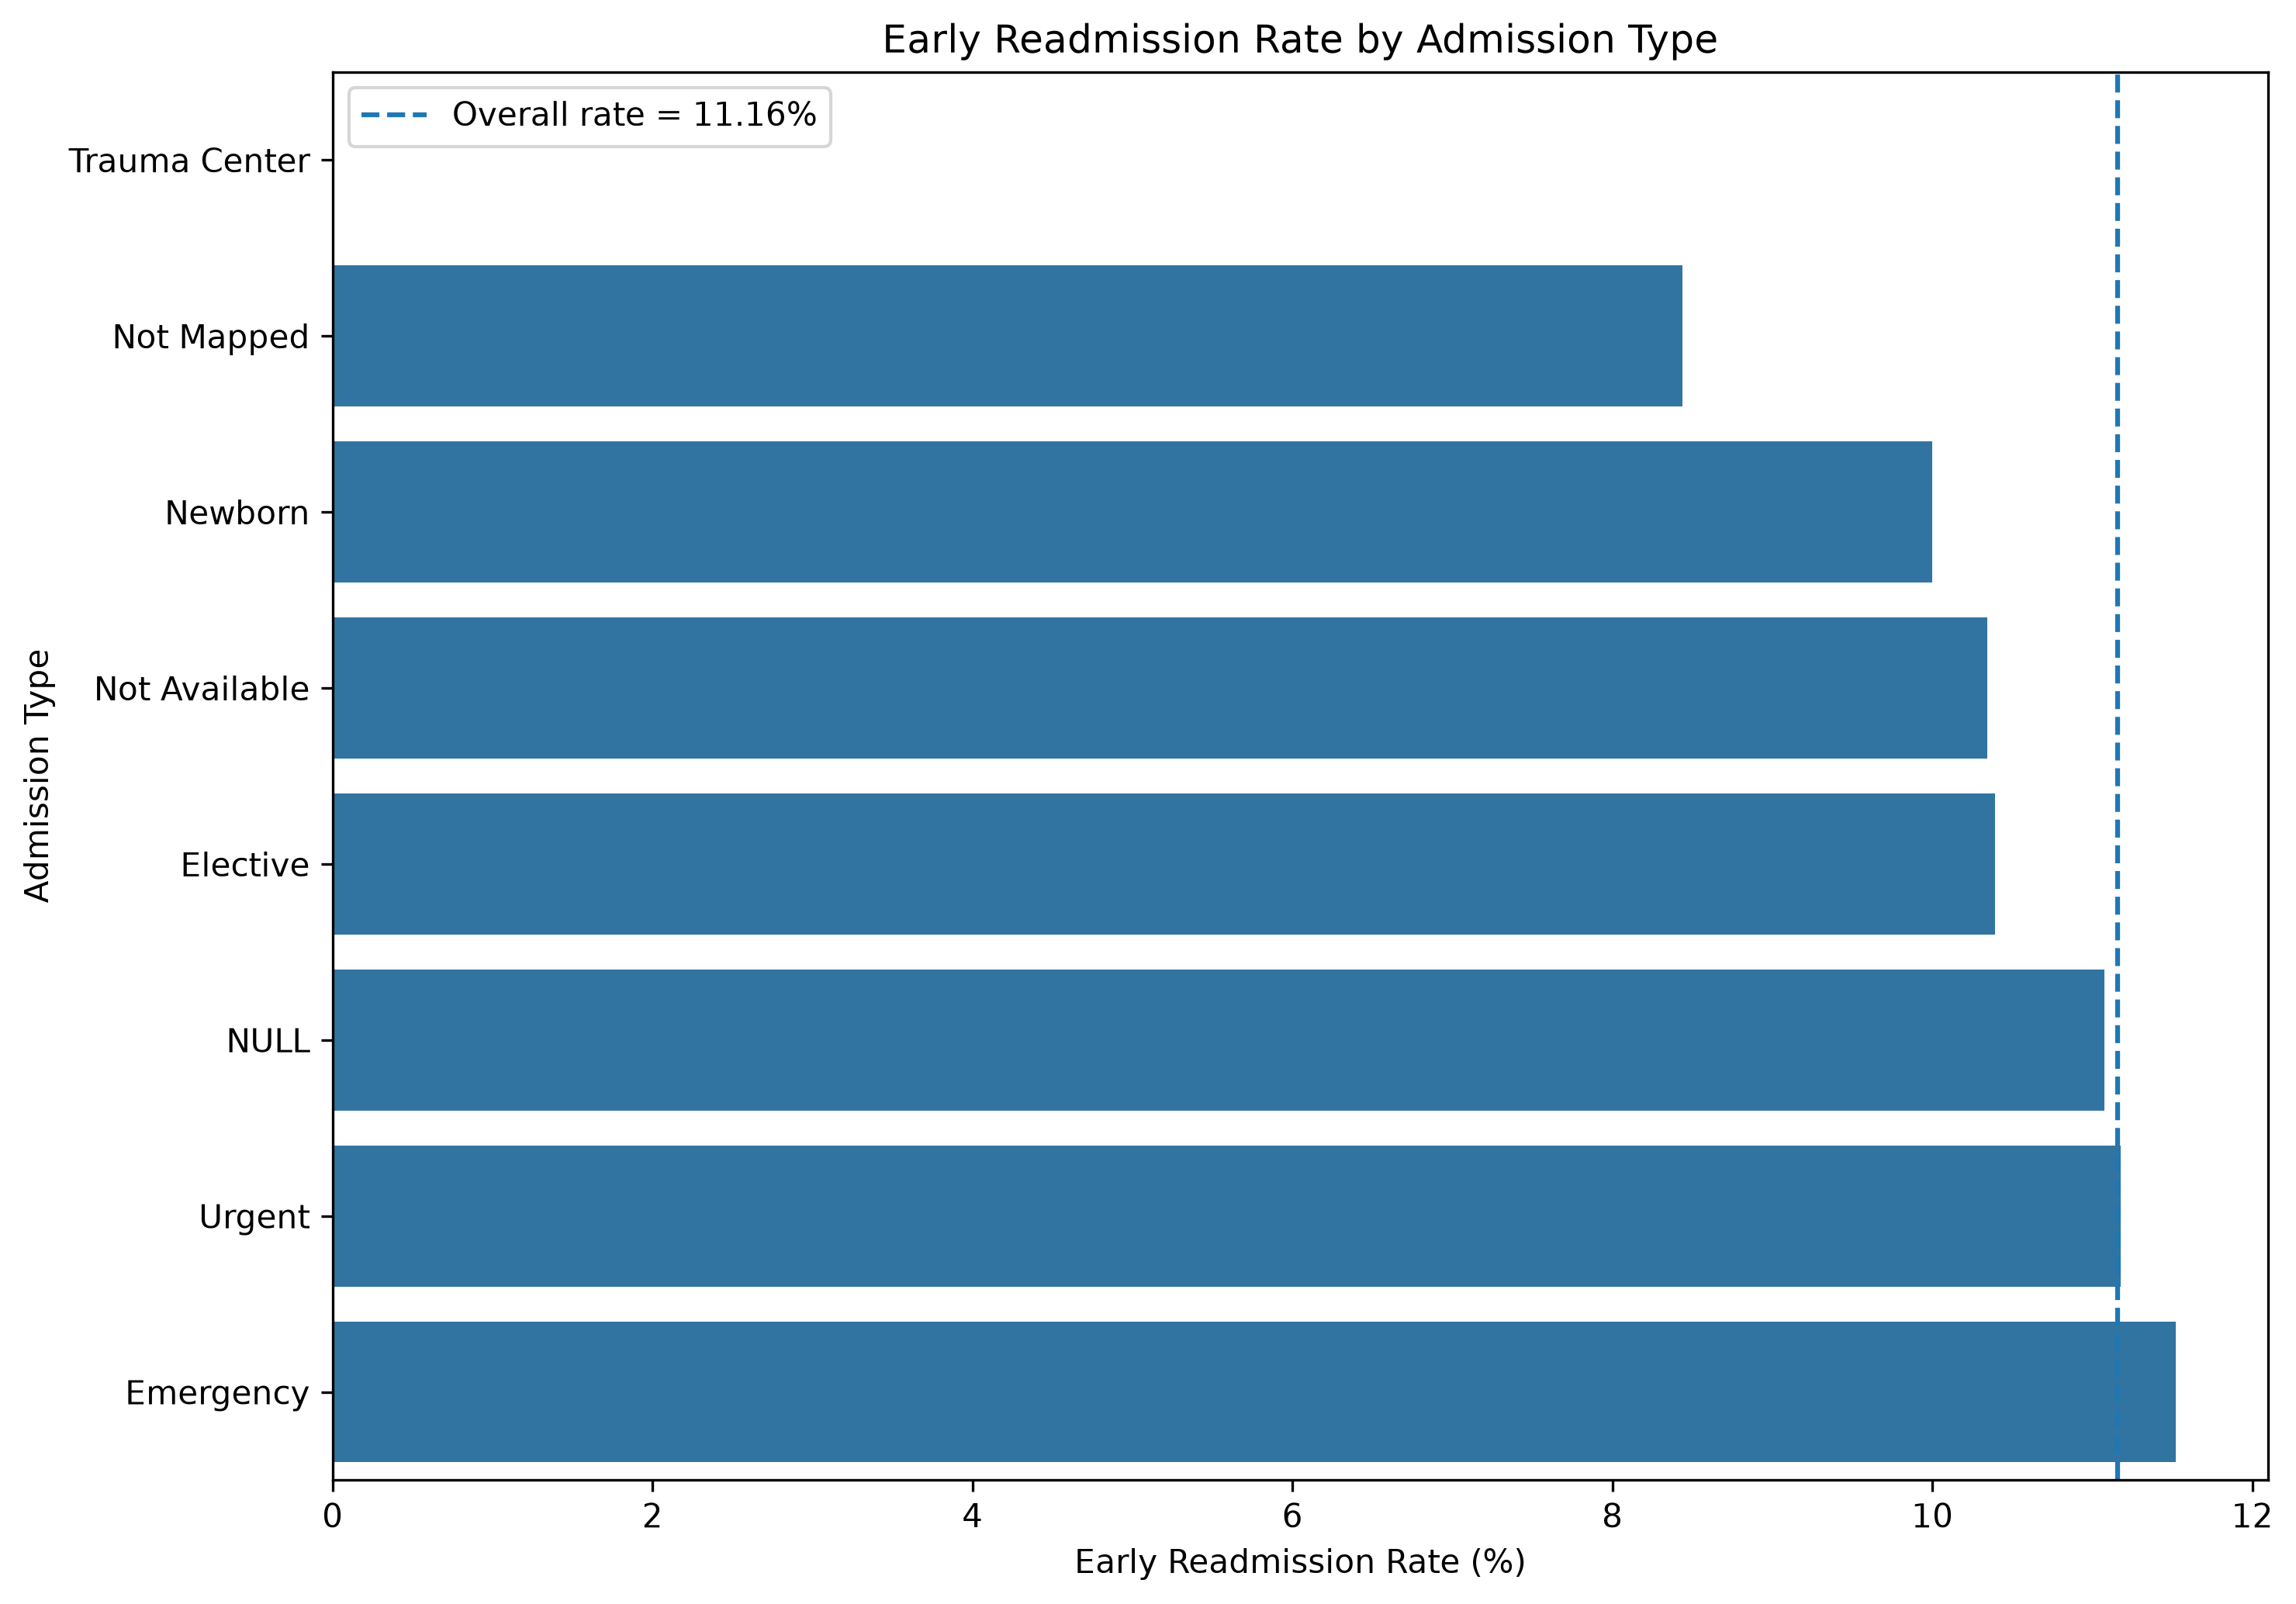 Early Readmission Rate by Admission Type
Overall rate = 11.16%
Trauma Center
Not Mapped
Newborn
Not Available
Elective
NULL
Urgent
Emergency
Admission Type
0 2 4 6 8 10 12
Early Readmission Rate (%)